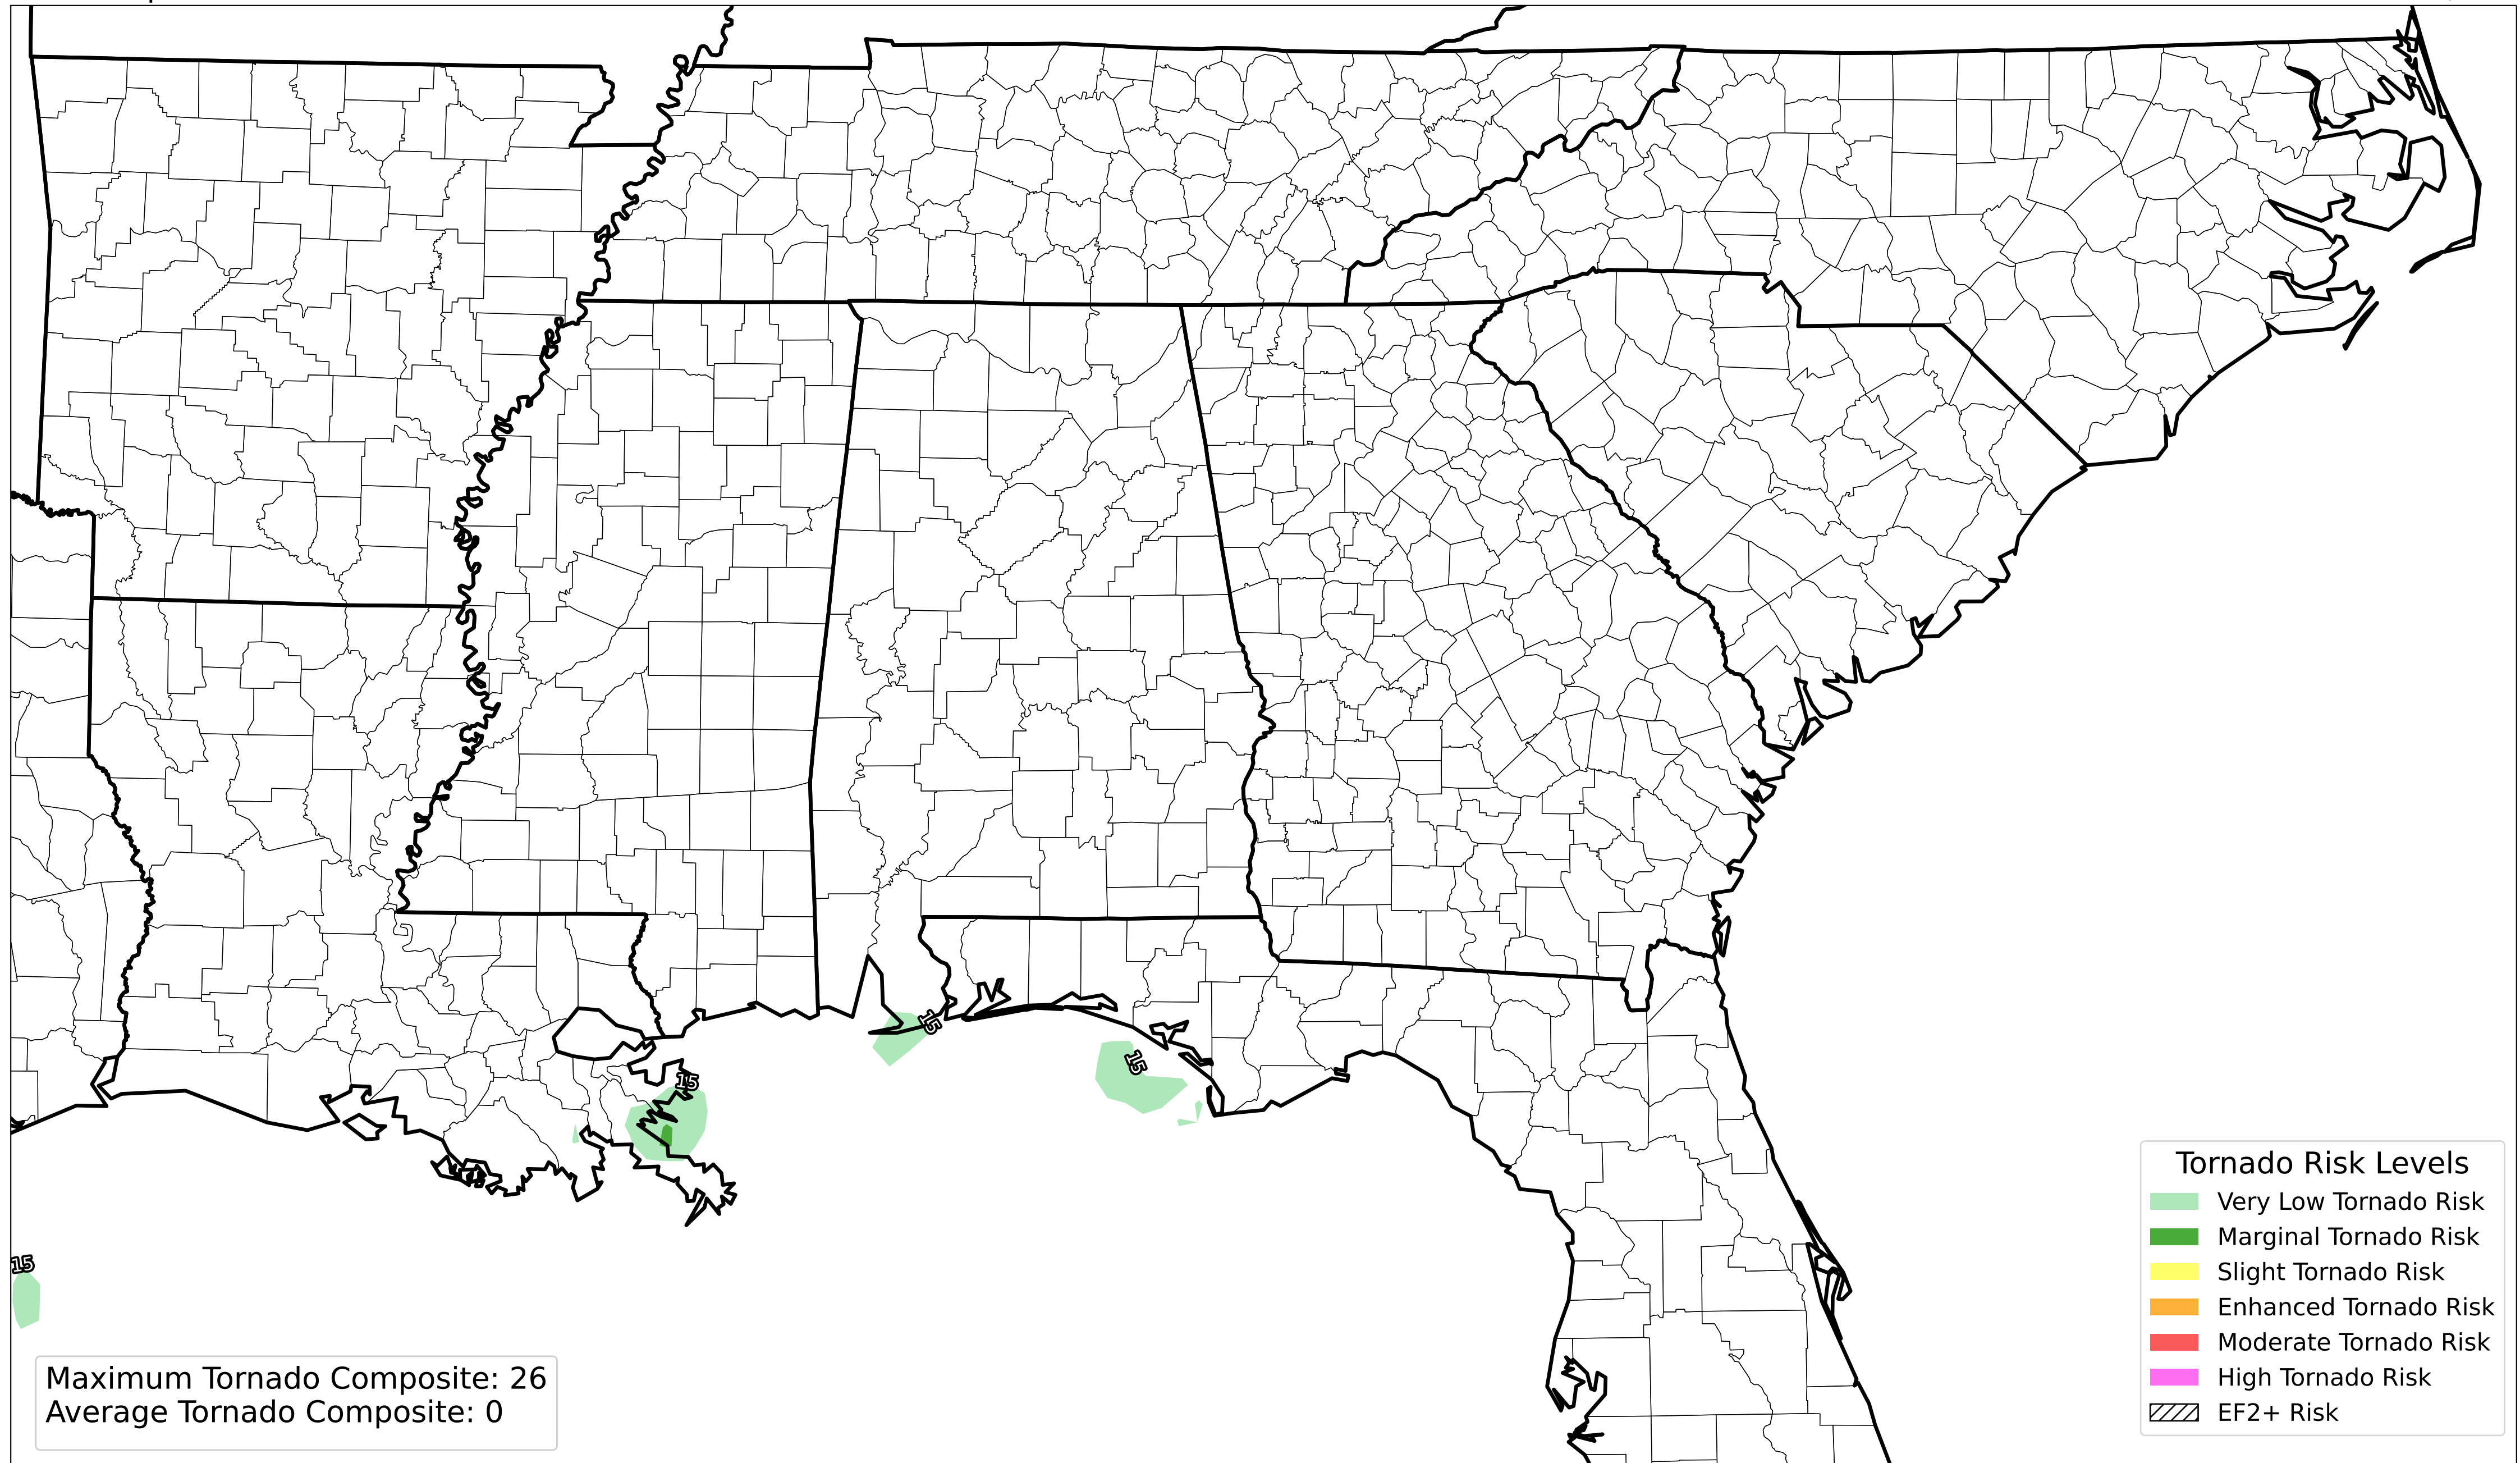 15
15
15
15
Maximum Tornado Composite: 26
Average Tornado Composite: 0
Tornado Risk Levels
Very Low Tornado Risk
Marginal Tornado Risk
Slight Tornado Risk
Enhanced Tornado Risk
Moderate Tornado Risk
High Tornado Risk
EF2+ Risk